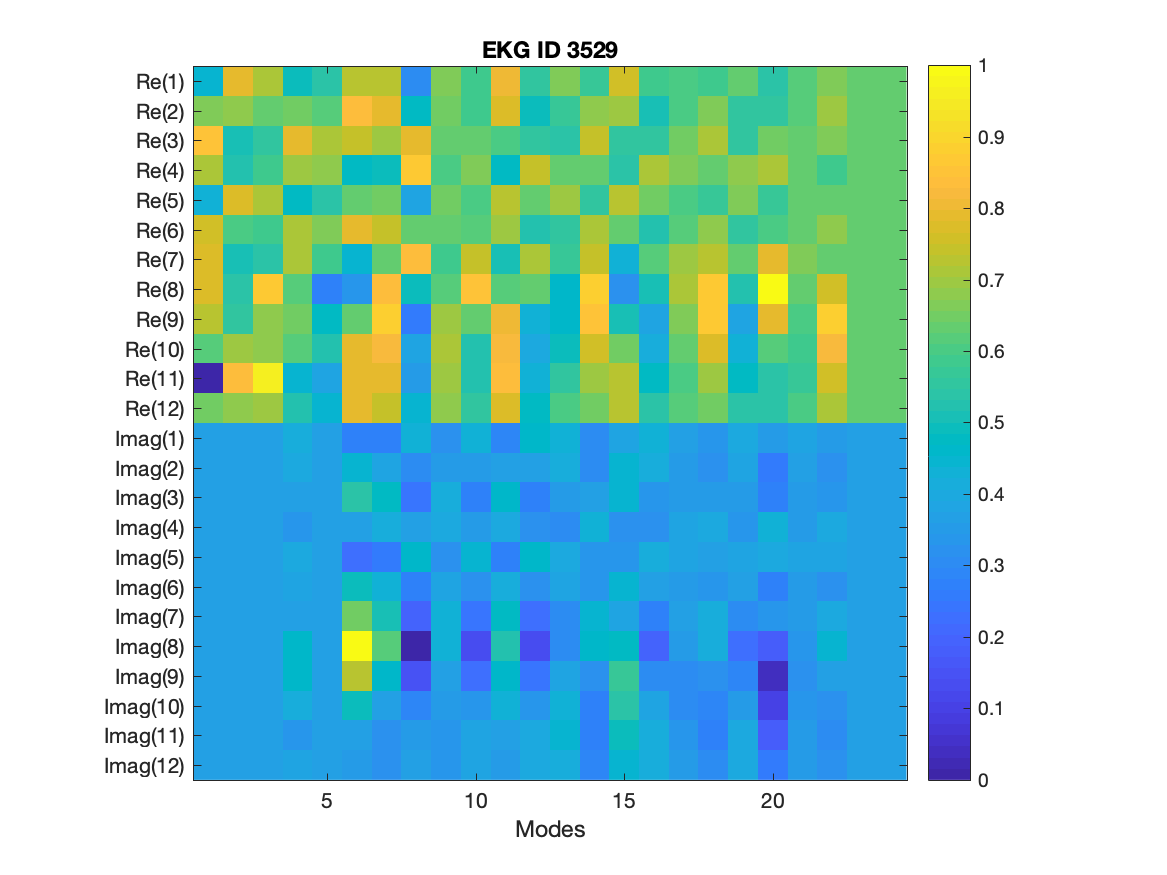 EKG ID 3529
Re(1)
Re(2)
Re(3)
Re(4)
Re(5)
Re(6)
Re(7)
Re(8)
Re(9)
Re(10)
Re(11)
Re(12)
Imag(1)
Imag(2)
Imag(3)
Imag(4)
Imag(5)
Imag(6)
Imag(7)
Imag(8)
Imag(9)
Imag(10)
Imag(11)
Imag(12)
5 10 15 20
Modes
1
0.9
0.8
0.7
0.6
0.5
0.4
0.3
0.2
0.1
0